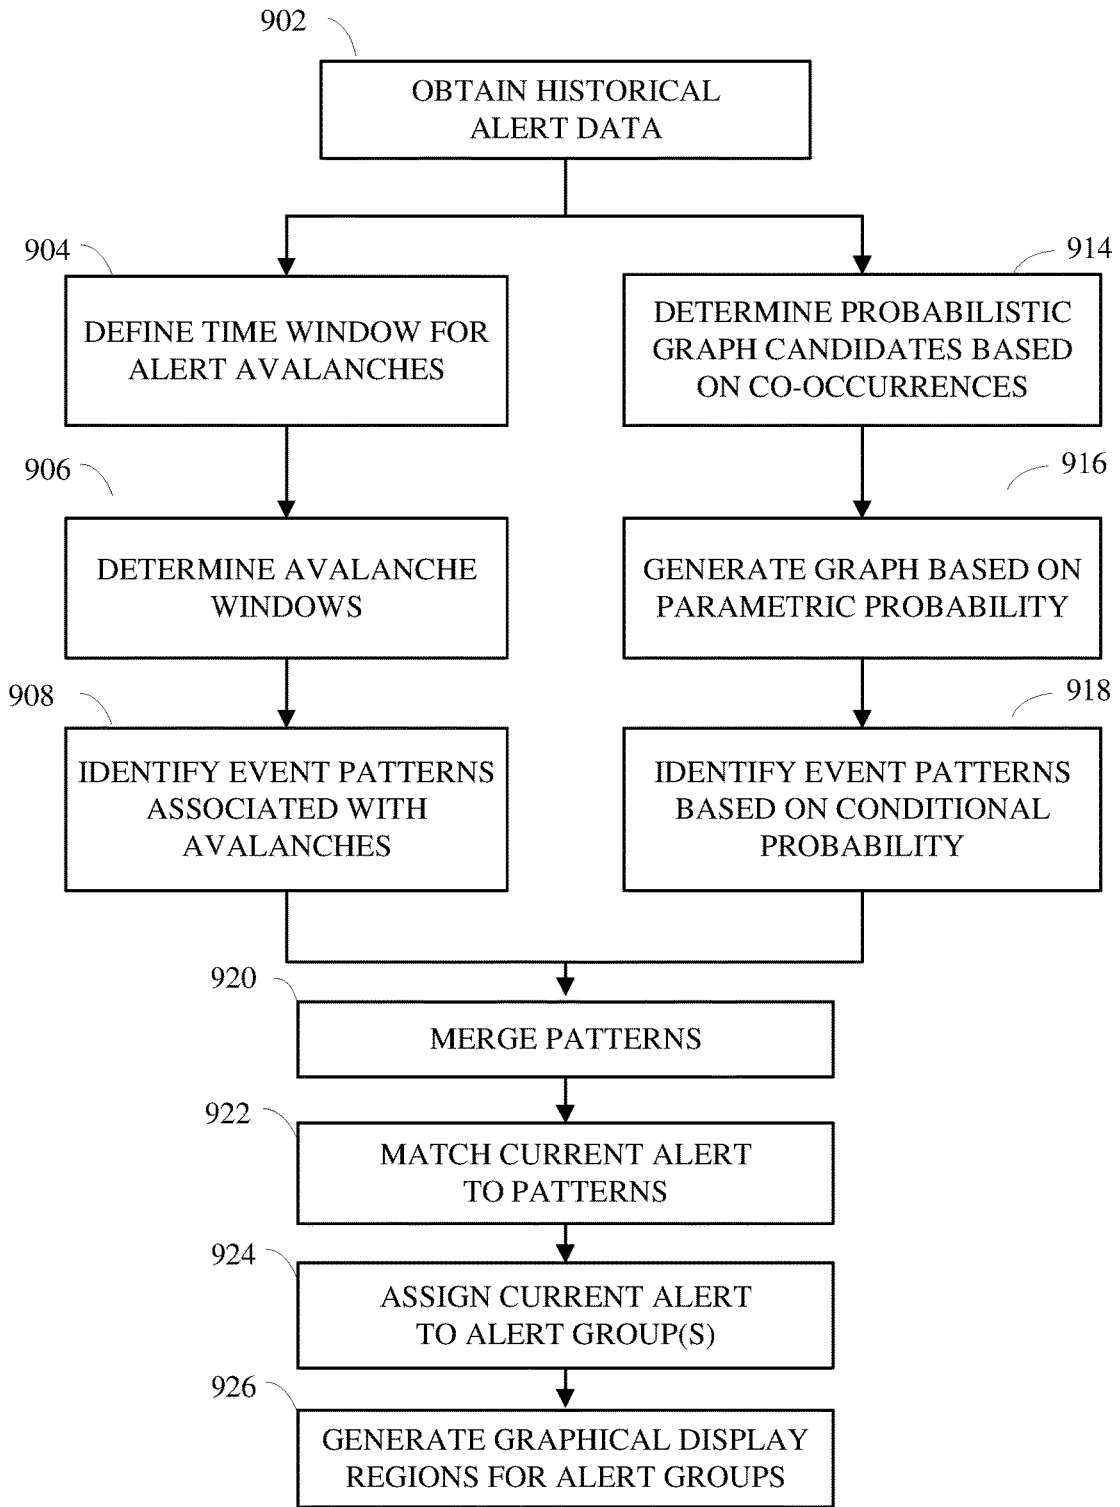 902
OBTAIN HISTORICAL
ALERT DATA
904
DEFINE TIME WINDOW FOR
ALERT AVALANCHES
914
DETERMINE PROBABILISTIC
GRAPH CANDIDATES BASED
ON CO-OCCURRENCES
906
DETERMINE AVALANCHE
WINDOWS
916
GENERATE GRAPH BASED ON
PARAMETRIC PROBABILITY
908
IDENTIFY EVENT PATTERNS
ASSOCIATED WITH
AVALANCHES
918
IDENTIFY EVENT PATTERNS
BASED ON CONDITIONAL
PROBABILITY
920
MERGE PATTERNS
922
MATCH CURRENT ALERT
TO PATTERNS
924
ASSIGN CURRENT ALERT
TO ALERT GROUP(S)
926
GENERATE GRAPHICAL DISPLAY
REGIONS FOR ALERT GROUPS